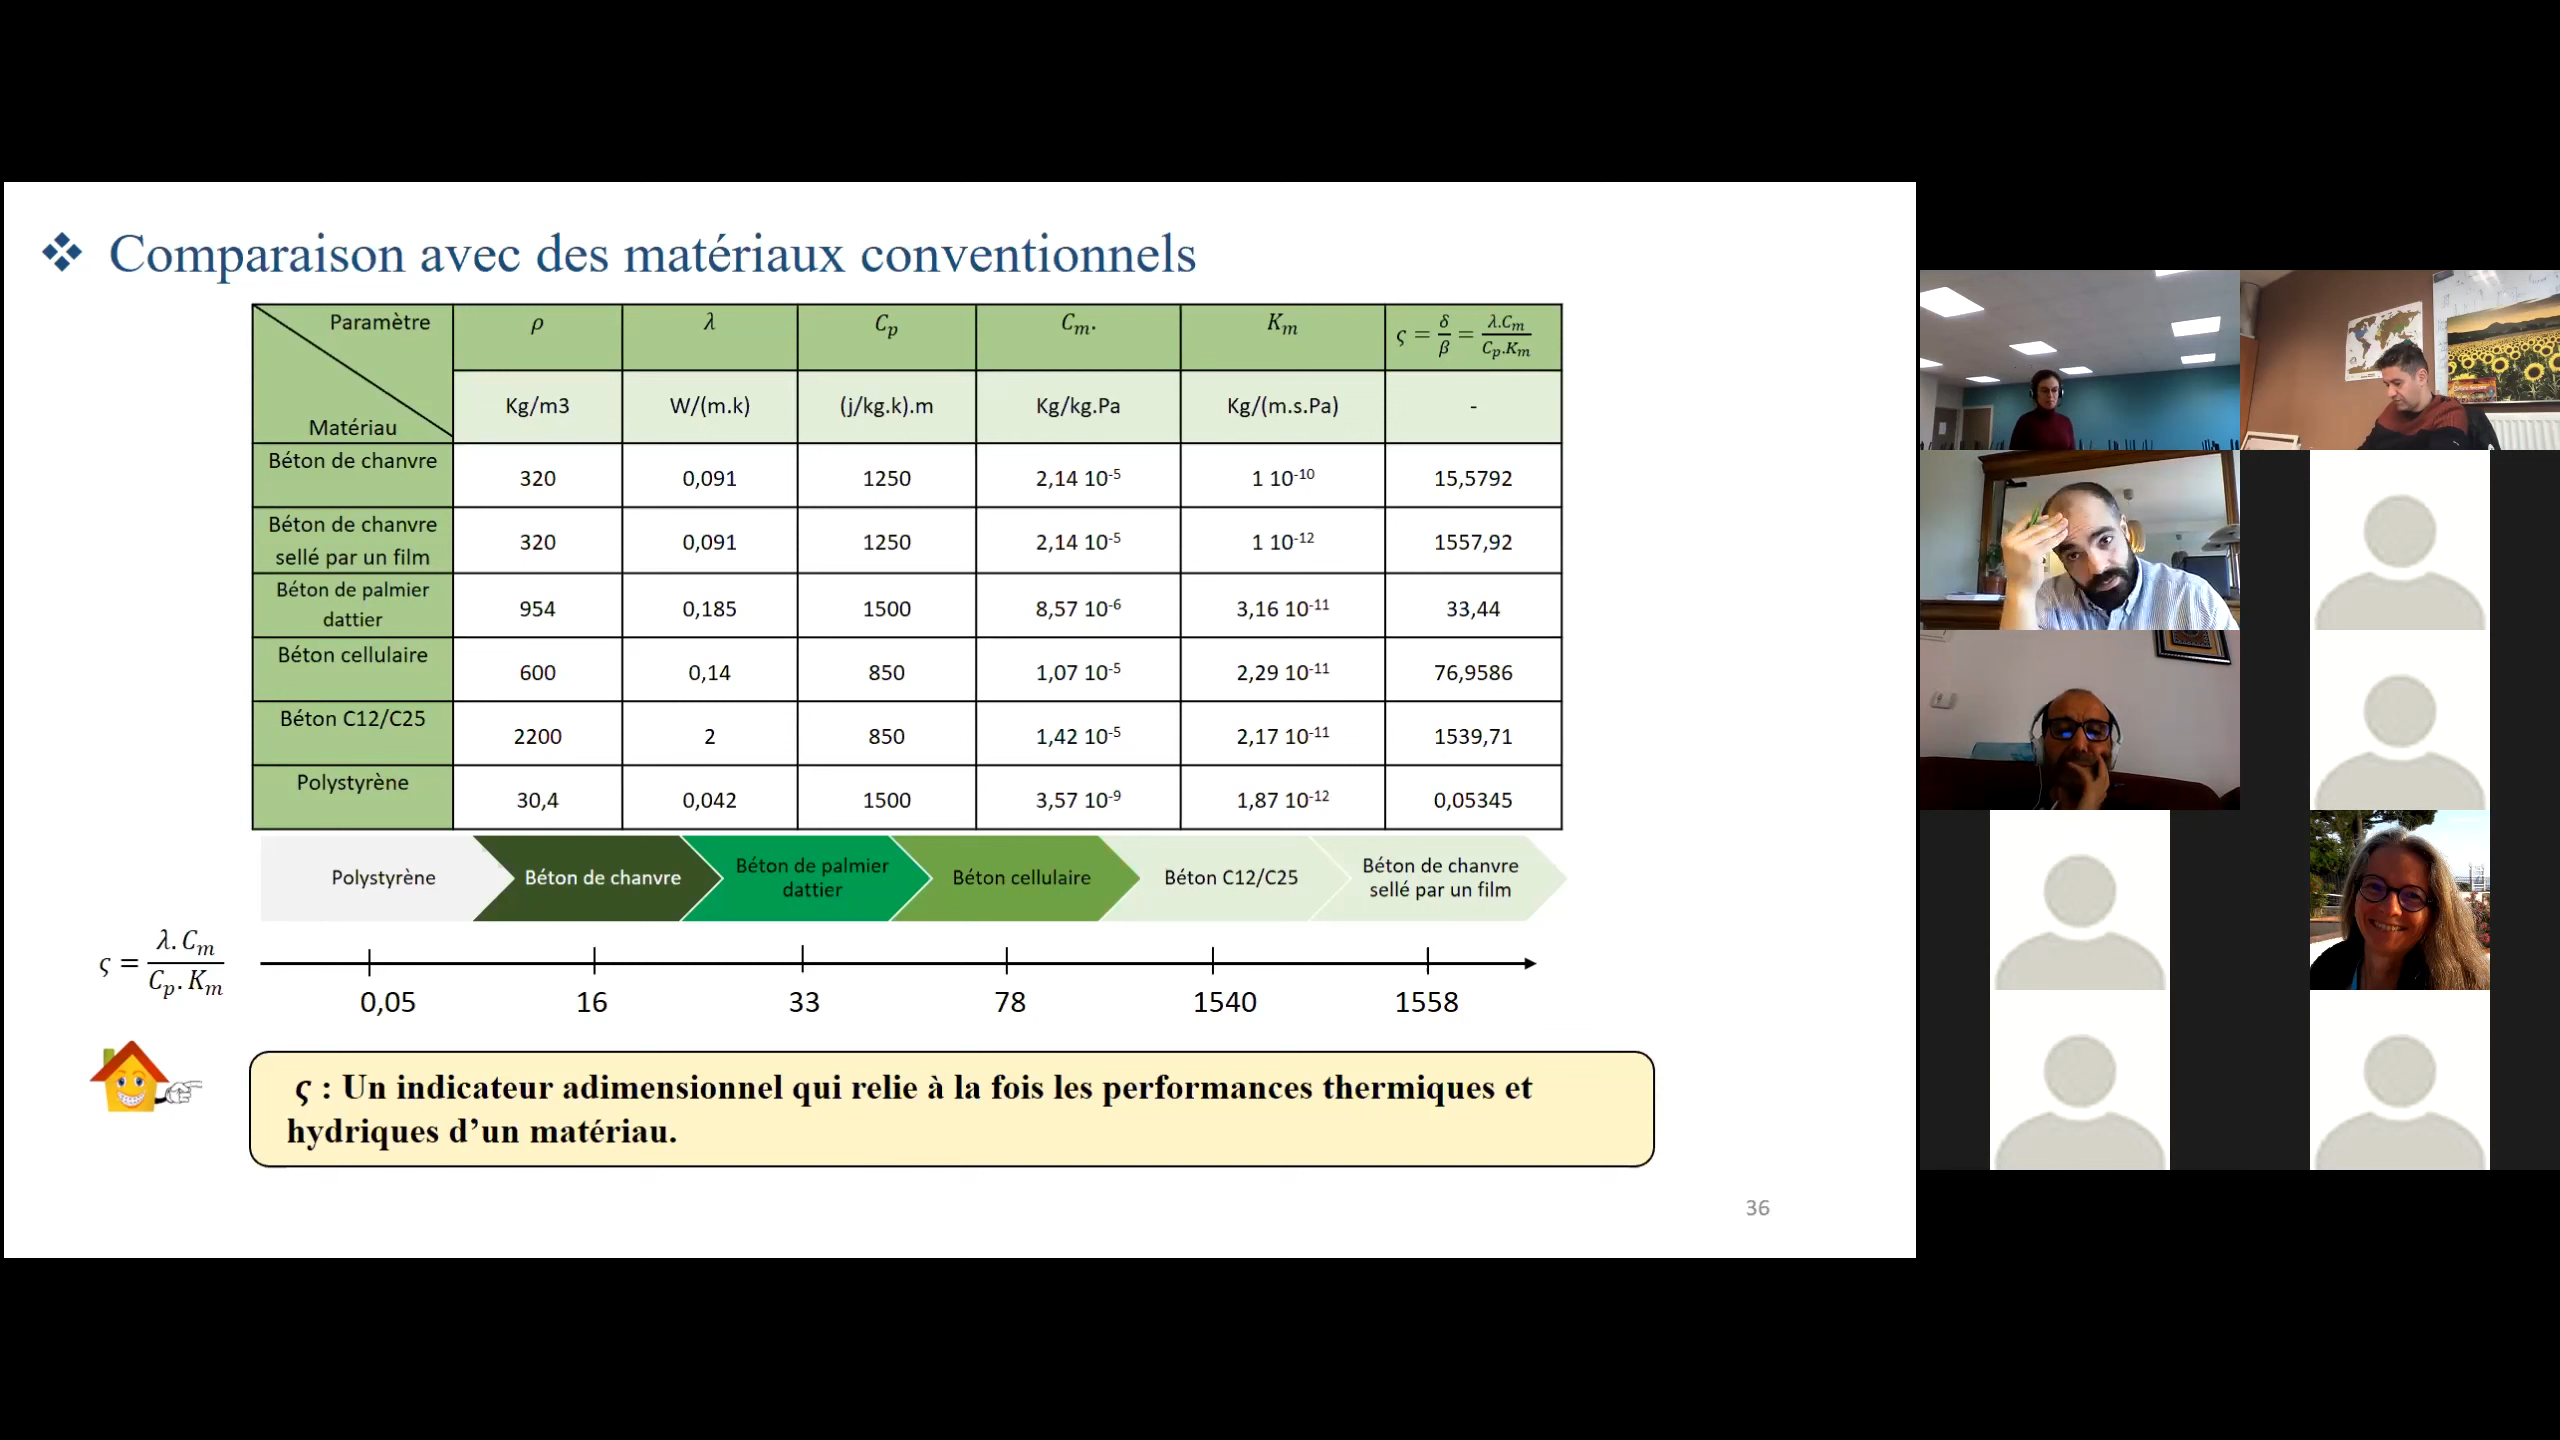 ❖ Comparaison avec des matériaux conventionnels
Paramètre ρ λ Cₚ Cₘ. Kₘ ς = δ/β = λ.Cₘ/Cₚ.Kₘ
Matériau Kg/m3 W/(m.k) (j/kg.k).m Kg/kg.Pa Kg/(m.s.Pa) -
Béton de chanvre 320 0,091 1250 2,14 10⁻⁵ 1 10⁻¹⁰ 15,5792
Béton de chanvre
sellé par un film 320 0,091 1250 2,14 10⁻⁵ 1 10⁻¹² 1557,92
Béton de palmier
dattier 954 0,185 1500 8,57 10⁻⁶ 3,16 10⁻¹¹ 33,44
Béton cellulaire 600 0,14 850 1,07 10⁻⁵ 2,29 10⁻¹¹ 76,9586
Béton C12/C25 2200 2 850 1,42 10⁻⁵ 2,17 10⁻¹¹ 1539,71
Polystyrène 30,4 0,042 1500 3,57 10⁻⁹ 1,87 10⁻¹² 0,05345
Polystyrène
Béton de chanvre
Béton de palmier
dattier
Béton cellulaire
Béton C12/C25
Béton de chanvre
sellé par un film
ς = λ.Cₘ/Cₚ.Kₘ
0,05 16 33 78 1540 1558
ς : Un indicateur adimensionnel qui relie à la fois les performances thermiques et
hydriques d’un matériau.
36